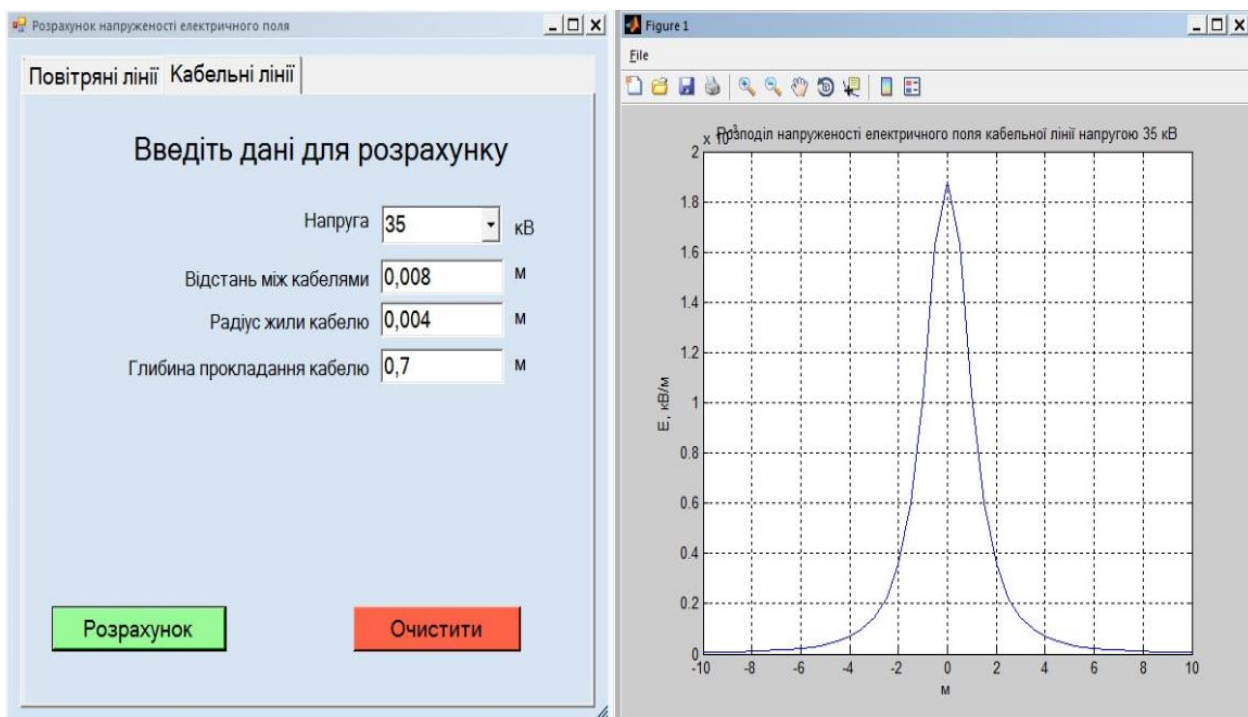 Розрахунок напруженості електричного поля
Повітряні лінії Кабельні лінії
Введіть дані для розрахунку
Напруга 35 кВ
Відстань між кабелями 0,008 м
Радіус жили кабелю 0,004 м
Глибина прокладання кабелю 0,7 м
Розрахунок Очистити
Figure 1
File
x 10-3
Розподіл напруженості електричного поля кабельної лінії напругою 35 кВ
2
1.8
1.6
1.4
1.2
1
0.8
0.6
0.4
0.2
0
E, кВ/м
-10 -8 -6 -4 -2 0 2 4 6 8 10
м